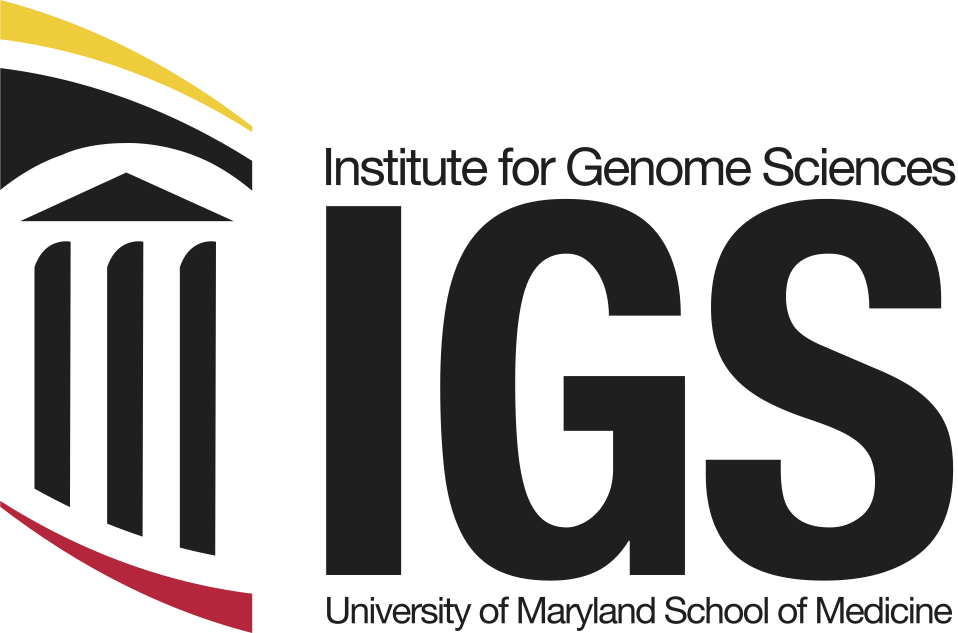 Institute for Genome Sciences
IGS
University of Maryland School of Medicine